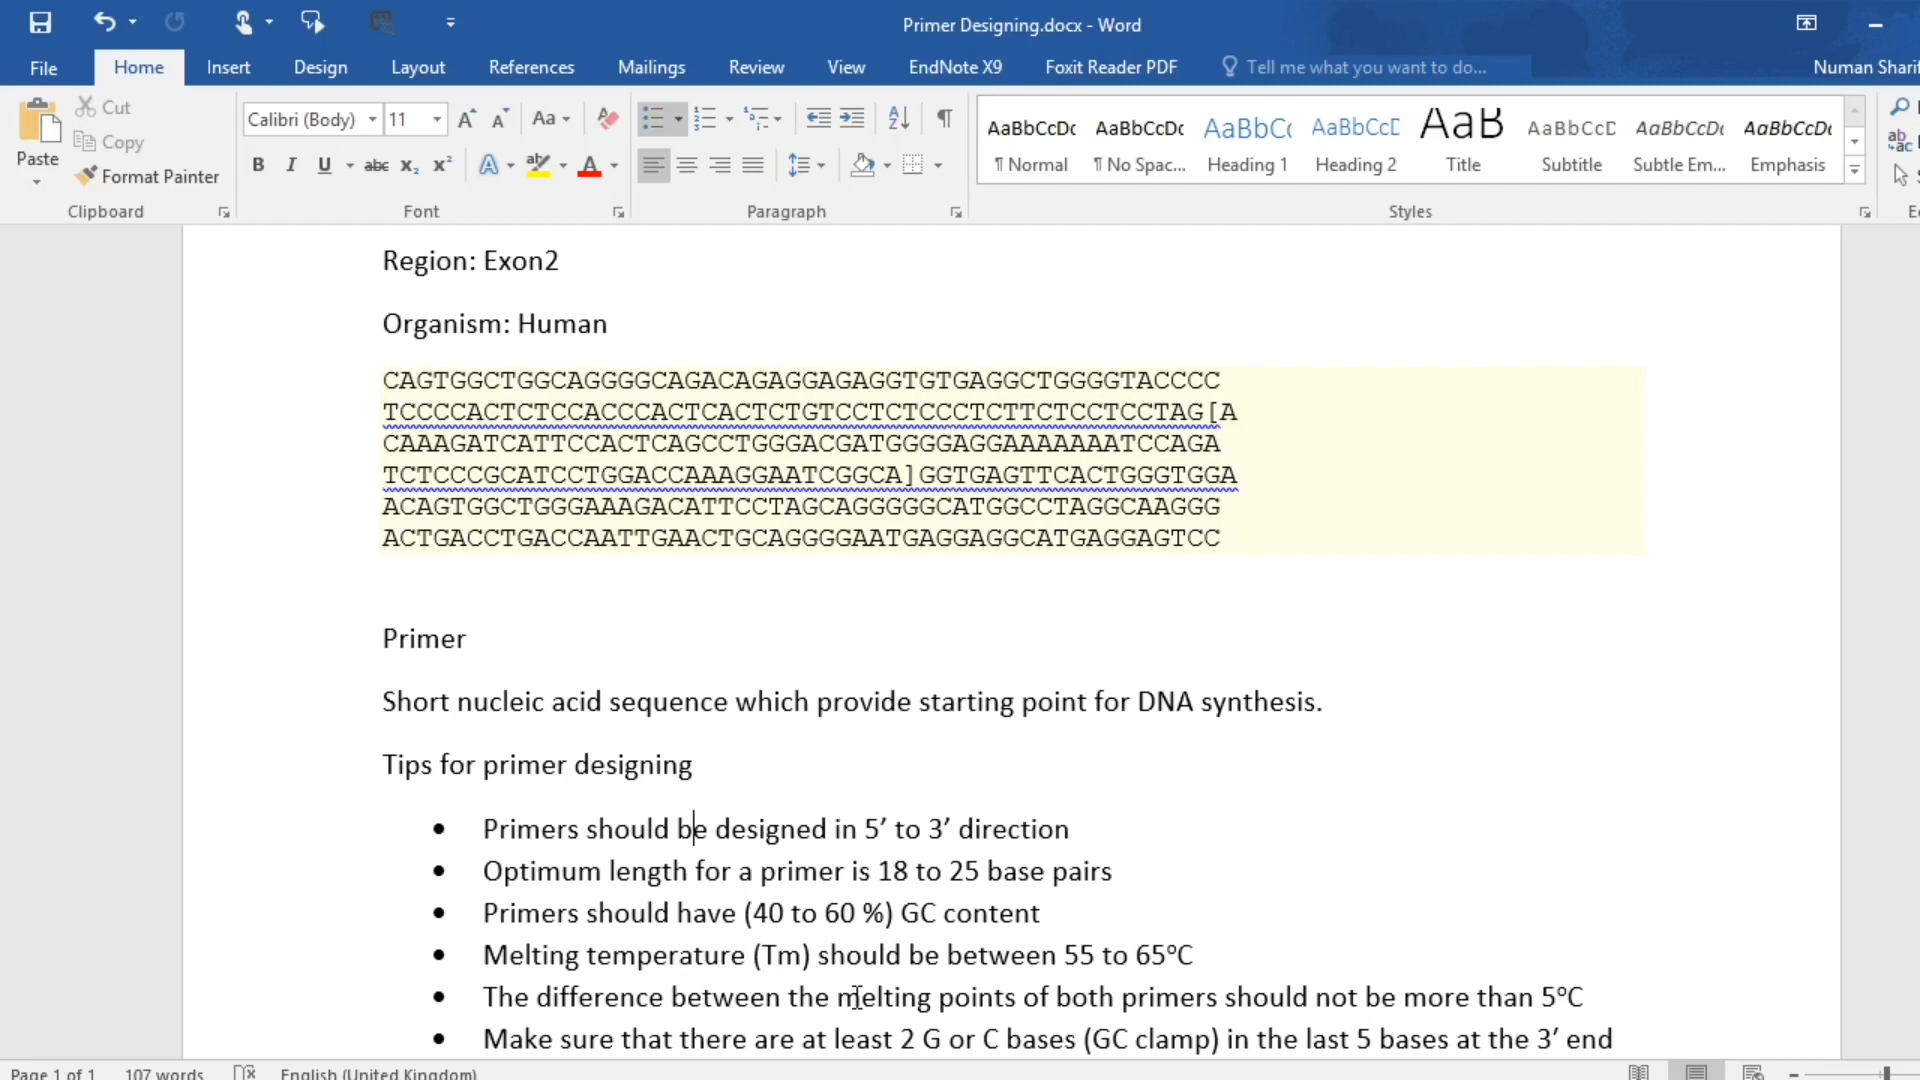 Primer Designing.docx - Word
File Home Insert Design Layout References Mailings Review View EndNote X9 Foxit Reader PDF Tell me what you want to do... Numan Sharif
Paste
Cut
Copy
Format Painter
Calibri (Body) 11
AaBbCcDc AaBbCcDc AaBbCc AaBbCcD AaB AaBbCcD AaBbCcDc AaBbCcDc
¶ Normal ¶ No Spac... Heading 1 Heading 2 Title Subtitle Subtle Em... Emphasis
Clipboard Font Paragraph Styles
Region: Exon2
Organism: Human
CAGTGGCTGGCAGGGGCAGACAGAGGAGAGGTGTGAGGCTGGGGTACCCC
TCCCCACTCTCCACCCACTCACTCTGTCCTCTCCCTCTTCTCCTCCTAG[A
CAAAGATCATTCCACTCAGCCTGGGACGATGGGGAGGAAAAAAATCCAGA
TCTCCCGCATCCTGGACCAAAGGAATCGGCA]GGTGAGTTCACTGGGTGGA
ACAGTGGCTGGGAAAGACATTCCTAGCAGGGGGCATGGCCTAGGCAAGGG
ACTGACCTGACCAATTGAACTGCAGGGGAATGAGGAGGCATGAGGAGTCC
Primer
Short nucleic acid sequence which provide starting point for DNA synthesis.
Tips for primer designing
• Primers should be designed in 5’ to 3’ direction
• Optimum length for a primer is 18 to 25 base pairs
• Primers should have (40 to 60 %) GC content
• Melting temperature (Tm) should be between 55 to 65°C
• The difference between the melting points of both primers should not be more than 5°C
• Make sure that there are at least 2 G or C bases (GC clamp) in the last 5 bases at the 3’ end
Page 1 of 1 107 words English (United Kingdom)